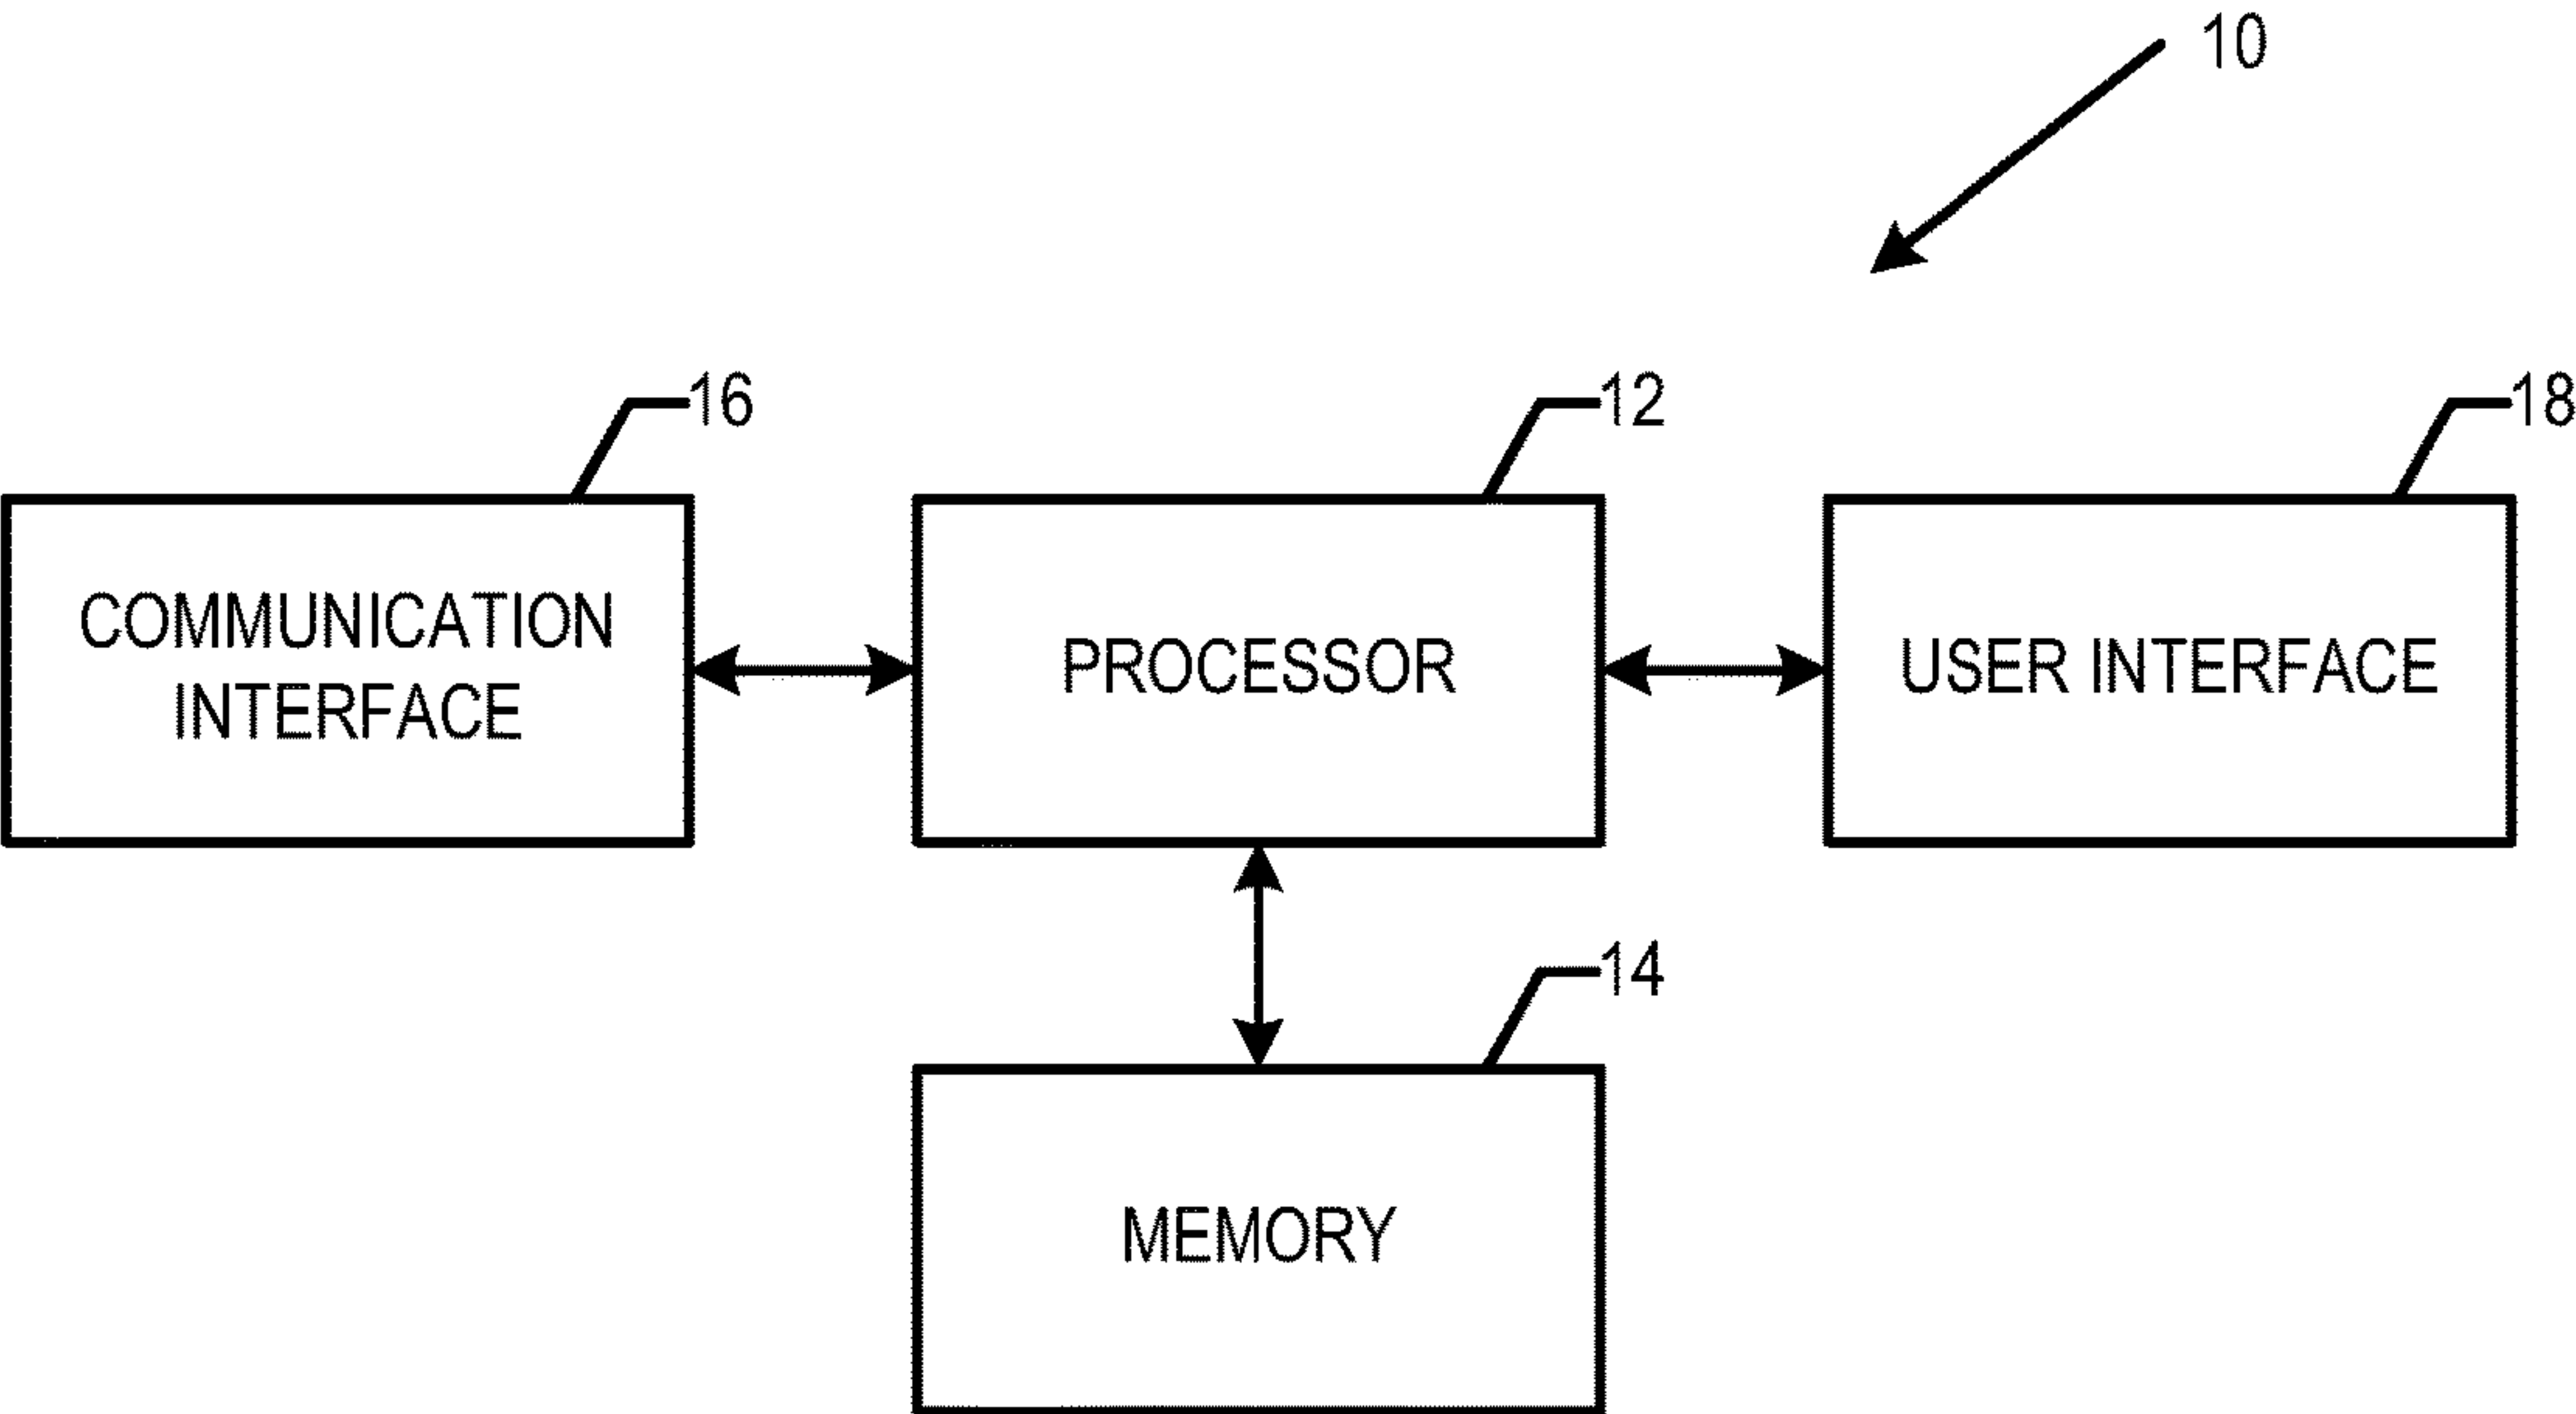 10
16
12
18
COMMUNICATION
INTERFACE
PROCESSOR
USER INTERFACE
14
MEMORY